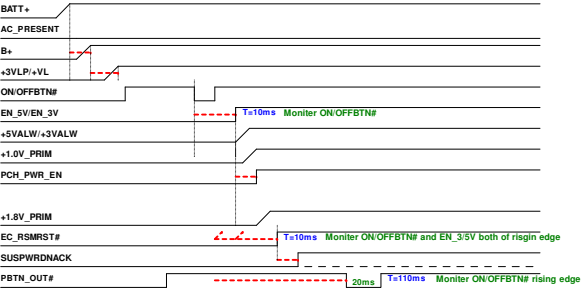 BATT+
AC_PRESENT
B+
+3VLP/+VL
ON/OFFBTN#
EN_5V/EN_3V T=10ms Moniter ON/OFFBTN#
+5VALW/+3VALW
+1.0V_PRIM
PCH_PWR_EN
+1.8V_PRIM
EC_RSMRST# T=10ms Moniter ON/OFFBTN# and EN_3/5V both of risgin edge
SUSPWRDNACK
PBTN_OUT# 20ms T=110ms Moniter ON/OFFBTN# rising edge